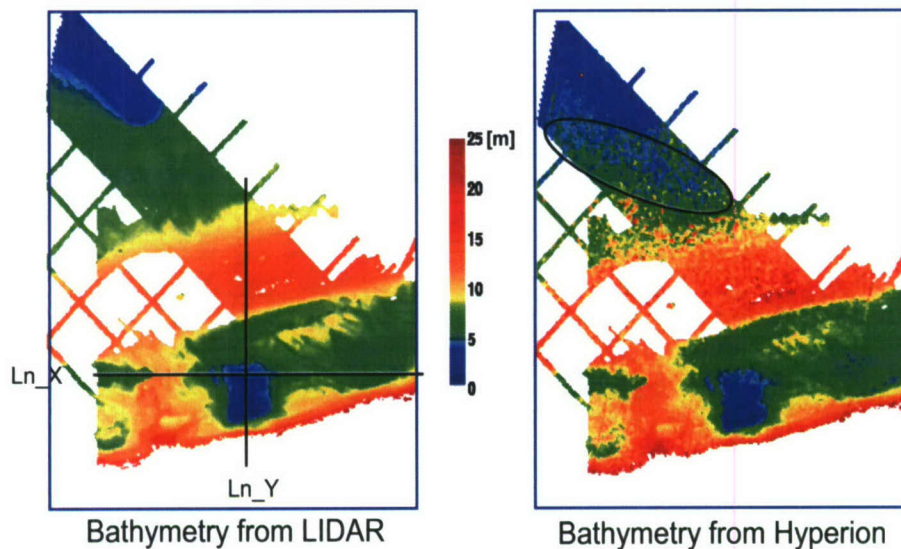 25 [m]
20
15
10
5
0
Ln_X
Ln_Y
Bathymetry from LIDAR
Bathymetry from Hyperion